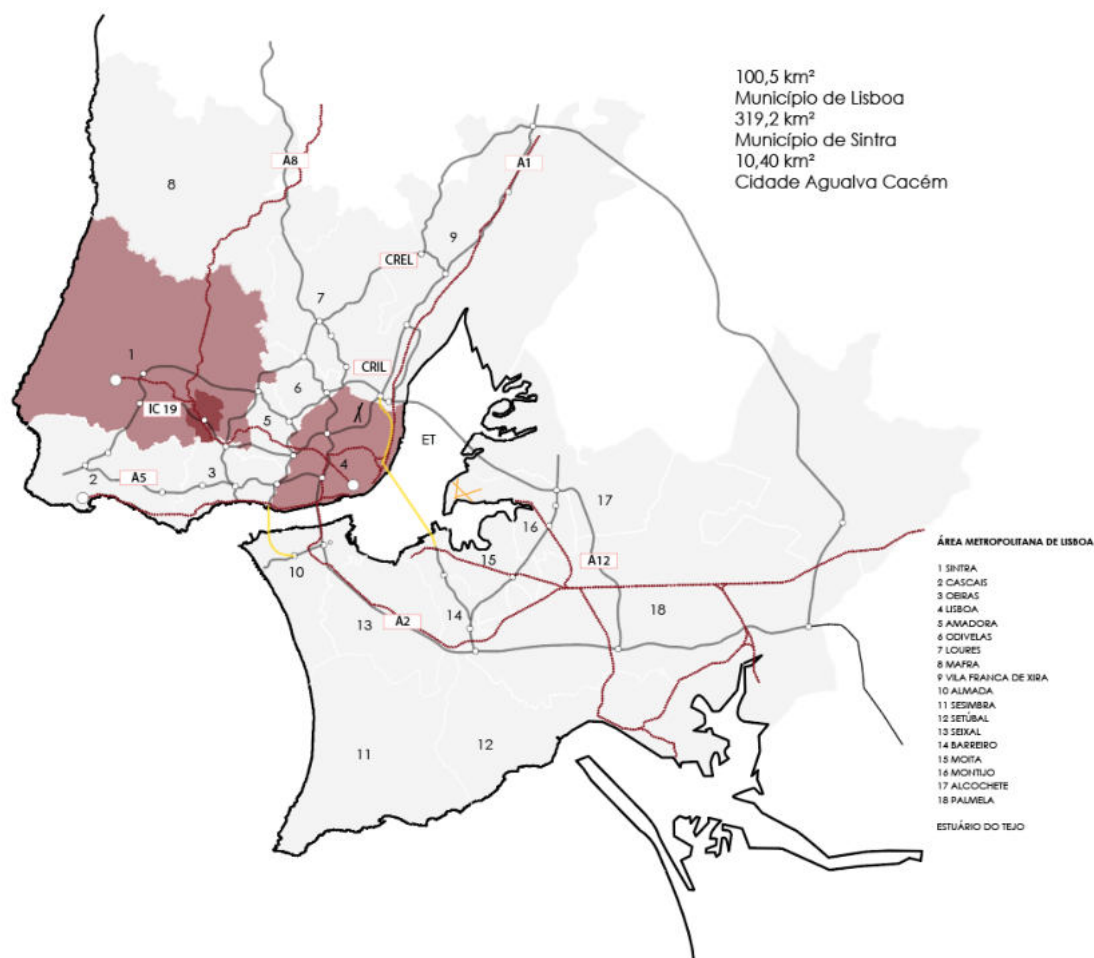 100,5 km²
Município de Lisboa
319,2 km²
Município de Sintra
10,40 km²
Cidade Agualva Cacém
A8
A1
8
9
CREL
7
1
CRIL
6
IC 19
5
ET
4
2
A5
3
17
16
10
15
A12
14
18
13
A2
11
12
ÁREA METROPOLITANA DE LISBOA
1 SINTRA
2 CASCAIS
3 OEIRAS
4 LISBOA
5 AMADORA
6 ODIVELAS
7 LOURES
8 MAFRA
9 VILA FRANCA DE XIRA
10 ALMADA
11 SESIMBRA
12 SETÚBAL
13 SEIXAL
14 BARREIRO
15 MOITA
16 MONTIJO
17 ALCOCHETE
18 PALMELA
ESTUÁRIO DO TEJO